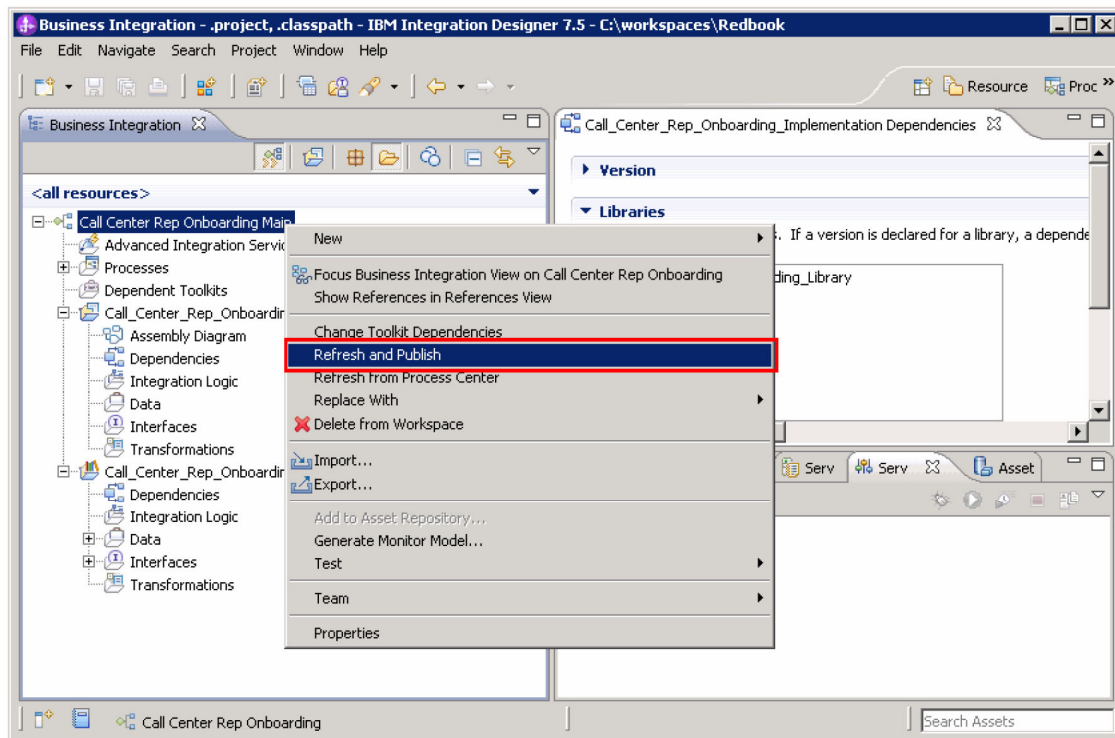 Business Integration - .project, .classpath - IBM Integration Designer 7.5 - C:\workspaces\Redbook
File Edit Navigate Search Project Window Help
Resource Proc »
Business Integration
<all resources>
Call Center Rep Onboarding Main
Advanced Integration Servic
Processes
Dependent Toolkits
Call_Center_Rep_Onboardin
Assembly Diagram
Dependencies
Integration Logic
Data
Interfaces
Transformations
Call_Center_Rep_Onboardin
Dependencies
Integration Logic
Data
Interfaces
Transformations
New
Focus Business Integration View on Call Center Rep Onboarding
Show References in References View
Change Toolkit Dependencies
Refresh and Publish
Refresh from Process Center
Replace With
Delete from Workspace
Import...
Export...
Add to Asset Repository...
Generate Monitor Model...
Test
Team
Properties
Call_Center_Rep_Onboarding_Implementation Dependencies
Version
Libraries
s. If a version is declared for a library, a depende
ding_Library
Serv Serv Asset
Call Center Rep Onboarding
Search Assets